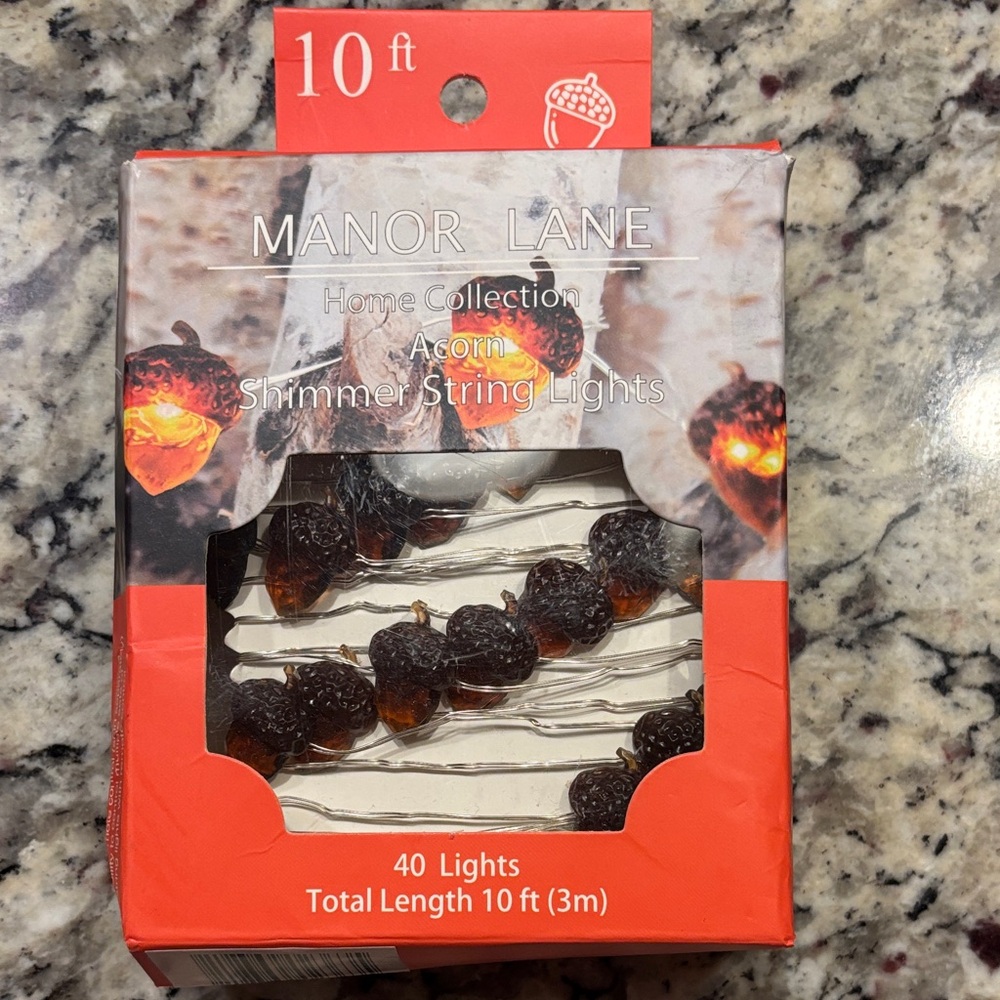 10 ft
MANOR LANE
Home Collection
Acorn
Shimmer String Lights
40 Lights
Total Length 10 ft (3m)